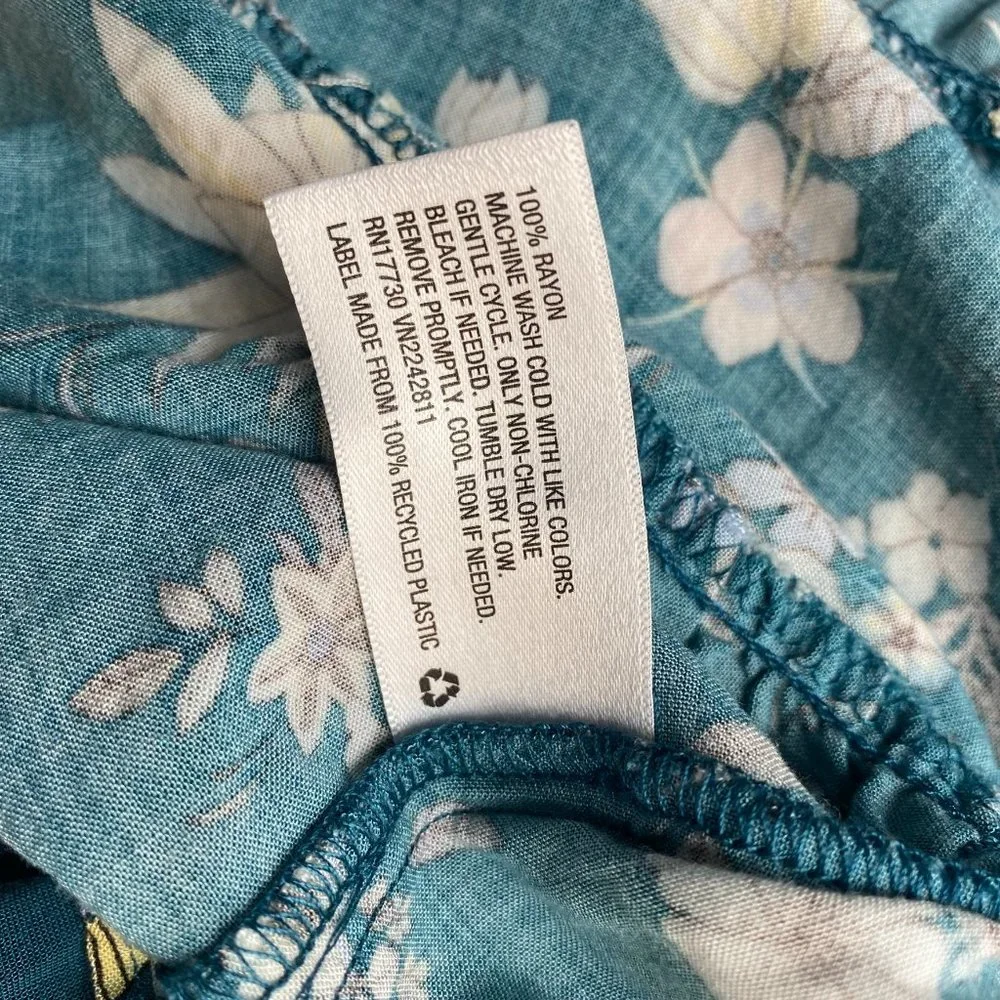 100% RAYON
MACHINE WASH COLD WITH LIKE COLORS.
GENTLE CYCLE. ONLY NON-CHLORINE
BLEACH IF NEEDED. TUMBLE DRY LOW.
REMOVE PROMPTLY. COOL IRON IF NEEDED.
RN17730 VN2242811
LABEL MADE FROM 100% RECYCLED PLASTIC